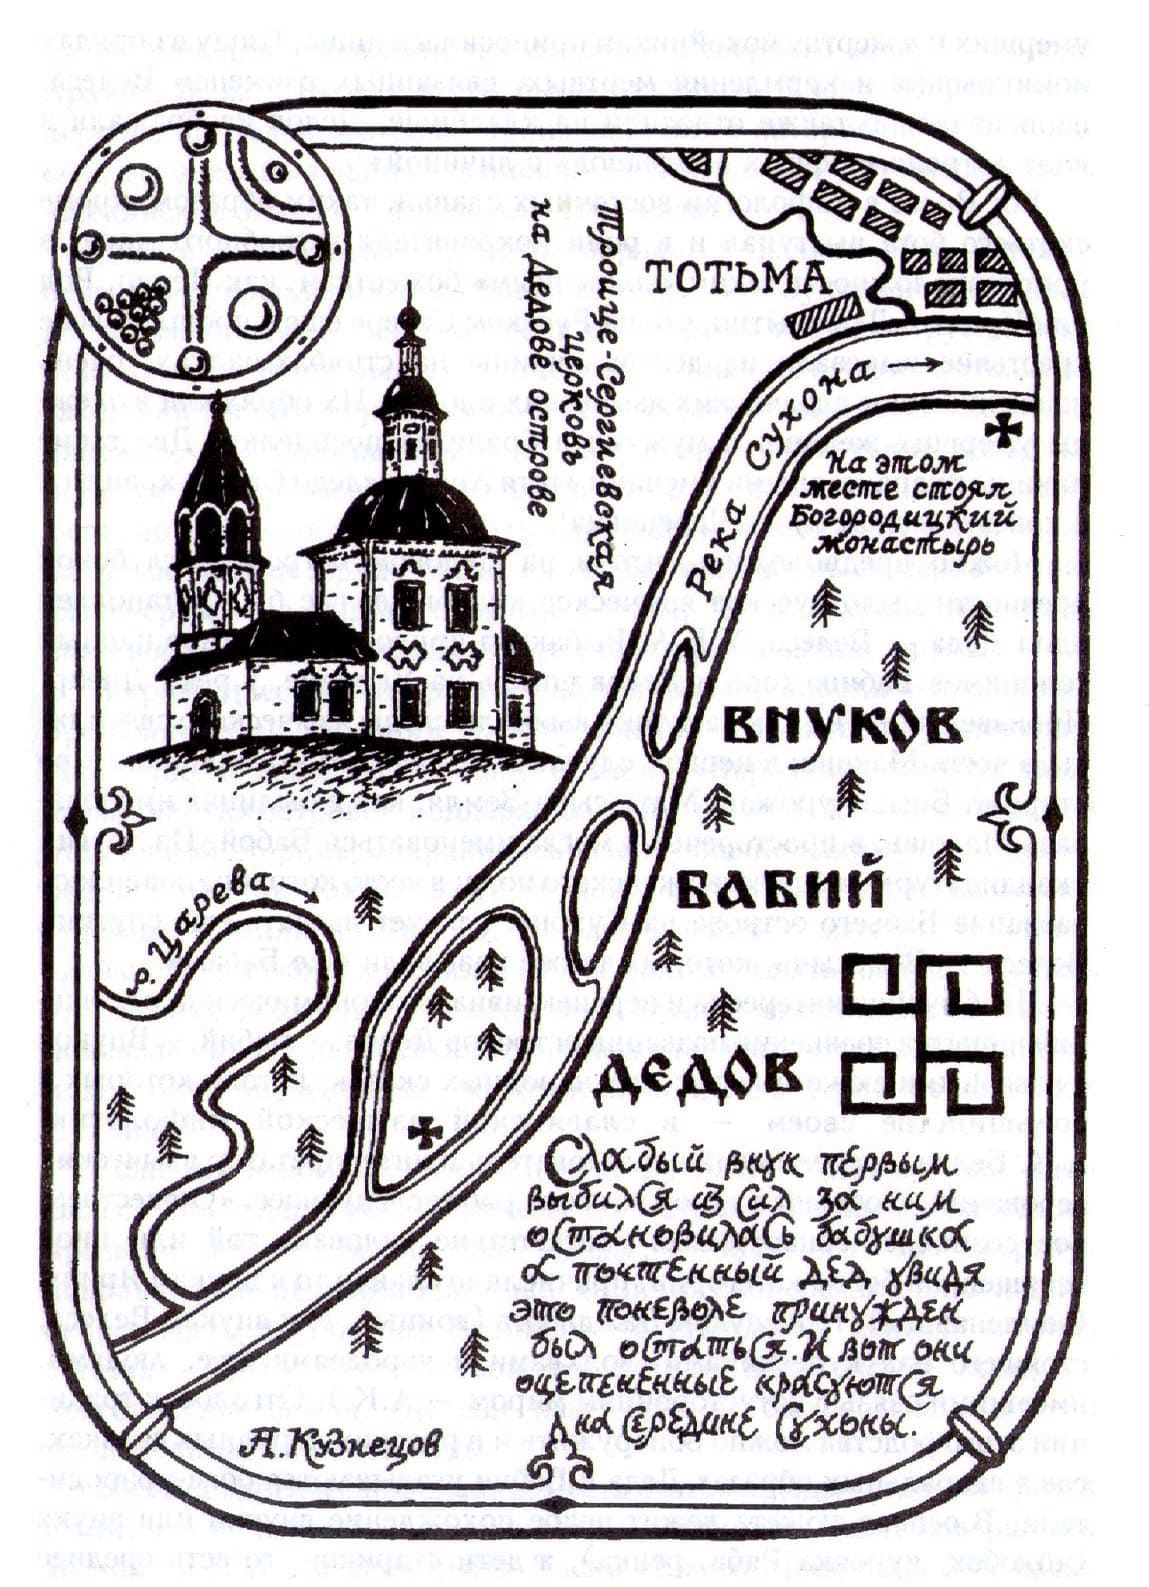 Троице-Сергиевская
церковь
на Дедове острове
ТОТЬМА
река Сухона
На этом
месте стоял
Богородицкий
монастырь
ВНУКОВ
БАБИЙ
р. Царева
ДЕДОВ
Слабый внук первым
выбился из сил, за ним
остановилась бабушка
а почтенный дед, увидя
это поневоле принужден
был остаться. И вот они
оцепененные красуются
на середине Сухоны.
А.Кузнецов